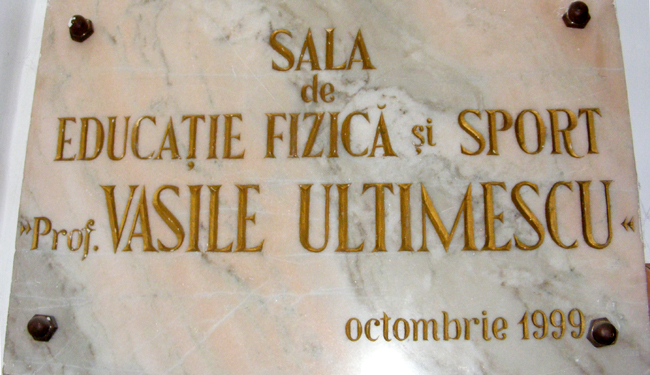 SALA
de
EDUCAȚIE FIZICĂ și SPORT
»Prof. VASILE ULTIMESCU«
octombrie 1999